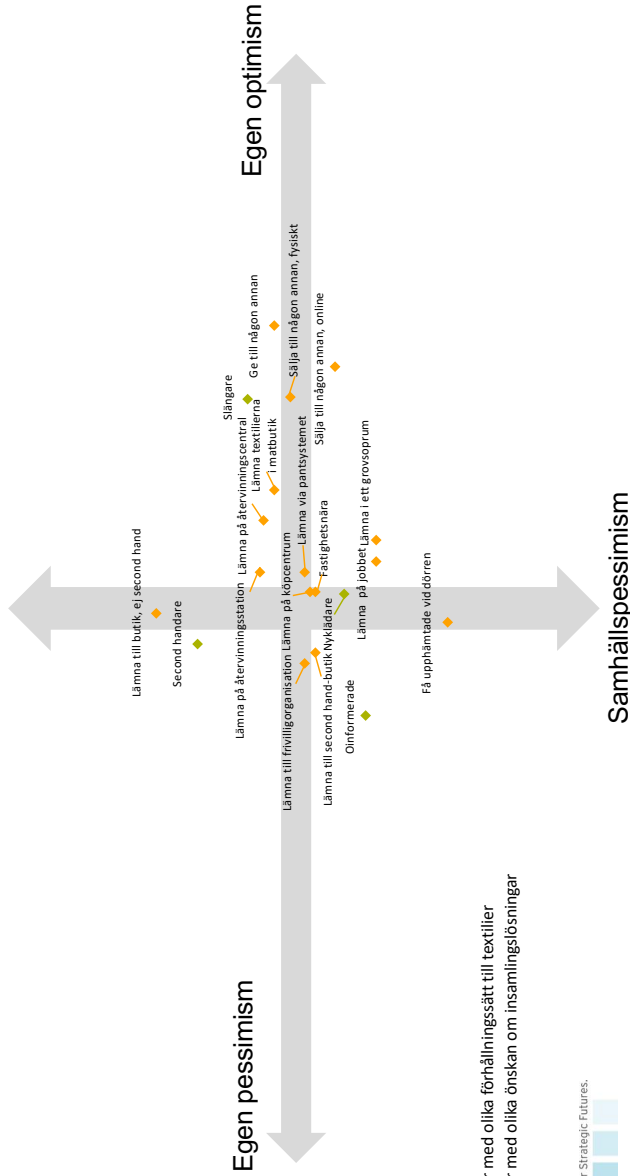 Lämna till butik, ej second hand
Second handare
Slängare
Ge till någon annan
Egen optimism
Lämna på återvinningsstation
Lämna på återvinningscentral
Lämna textilierna
i matbutik
Sälja till någon annan, fysiskt
Sälja till någon annan, online
Lämna till frivilligorganisation
Lämna på köpcentrum
Lämna via pantsystemet
Fastighetsnära
Lämna till second hand-butik
Nyklädare
Oinformerade
Lämna på jobbet
Lämna i ett grovsoprum
Få upphämtade vid dörren
Egen pessimism
Samhällspessimism
med olika förhållningssätt till textilier
med olika önskan om insamlingslösningar
Strategic Futures.